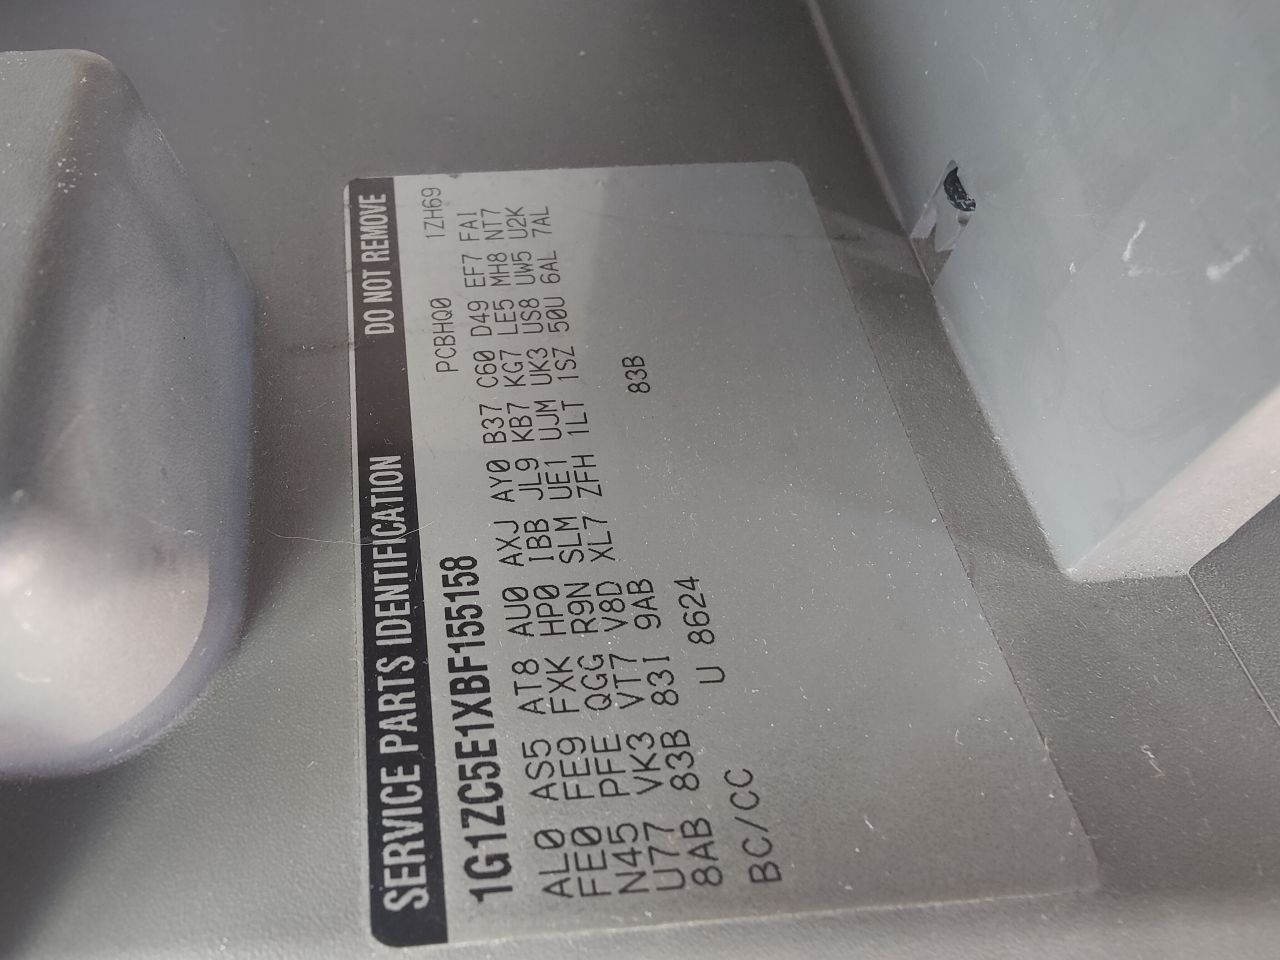 SERVICE PARTS IDENTIFICATION DO NOT REMOVE
1G1ZC5E1XBF155158 PCBHQ0 1ZH69
AL0 AS5 AT8 AU0 AXJ AY0 B37 C60 D49 EF7 FAI
FE0 FE9 FXK HP0 IBB JL9 KB7 KG7 LE5 MH8 NT7
N45 PFE QGG R9N SLM UE1 UJM UK3 US8 UW5 U2K
U77 VK3 VT7 V8D XL7 ZFH 1LT 1SZ 50U 6AL 7AL
8AB 83B 83I 9AB 83B
BC/CC U 8624